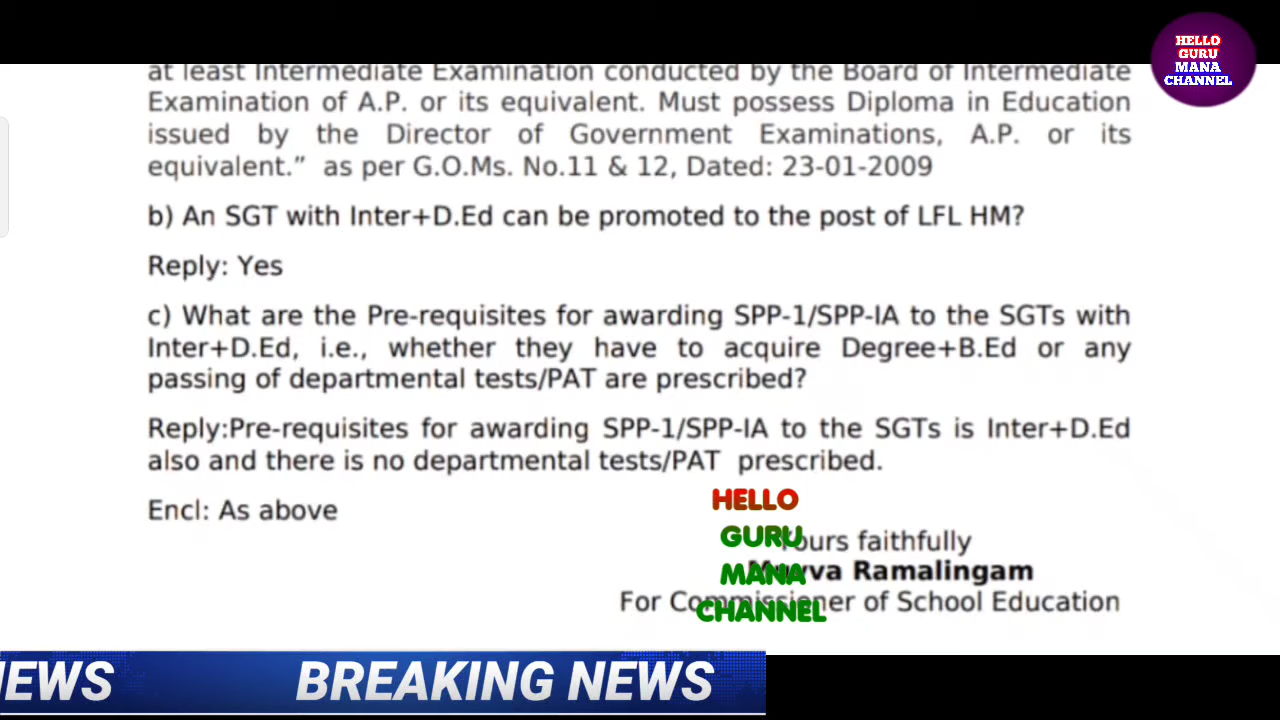 HELLO
GURU
MANA
CHANNEL
at least Intermediate Examination conducted by the Board of Intermediate
Examination of A.P. or its equivalent. Must possess Diploma in Education
issued by the Director of Government Examinations, A.P. or its
equivalent.” as per G.O.Ms. No.11 & 12, Dated: 23-01-2009
b) An SGT with Inter+D.Ed can be promoted to the post of LFL HM?
Reply: Yes
c) What are the Pre-requisites for awarding SPP-1/SPP-IA to the SGTs with
Inter+D.Ed, i.e., whether they have to acquire Degree+B.Ed or any
passing of departmental tests/PAT are prescribed?
Reply:Pre-requisites for awarding SPP-1/SPP-IA to the SGTs is Inter+D.Ed
also and there is no departmental tests/PAT prescribed.
Encl: As above
HELLO
GURU
MANA
CHANNEL
Yours faithfully
Ramalingam
For Commissioner of School Education
EWS
BREAKING NEWS